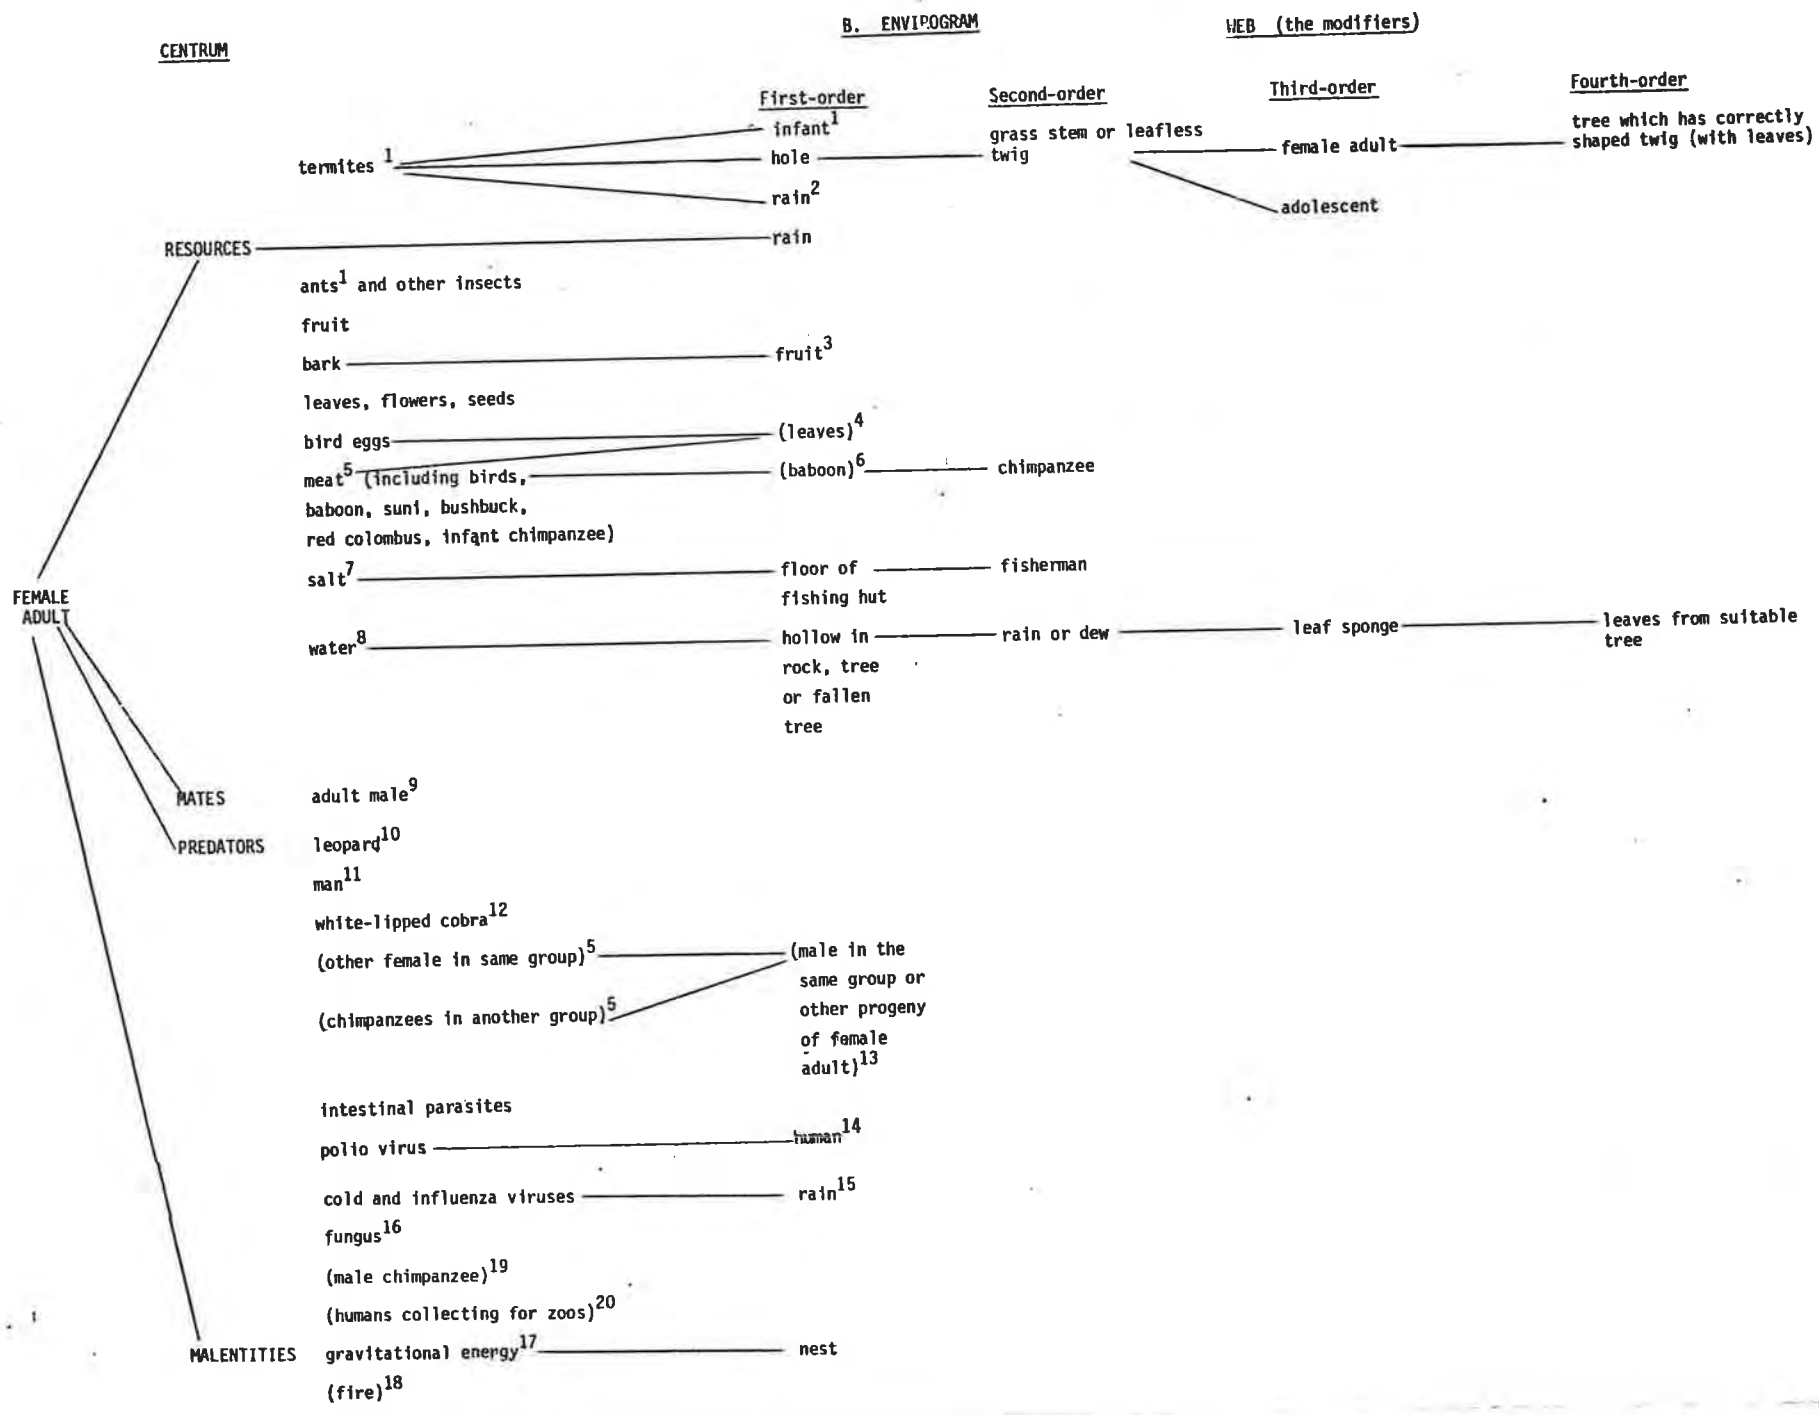 B. ENVIROGRAM
WEB (the modifiers)
CENTRUM
First-order
Second-order
Third-order
Fourth-order
termites 1
infant1
hole
rain2
grass stem or leafless
twig
female adult
adolescent
tree which has correctly
shaped twig (with leaves)
RESOURCES
rain
ants1 and other insects
fruit
bark
fruit3
leaves, flowers, seeds
bird eggs
(leaves)4
meat5 (including birds,
baboon, suni, bushbuck,
red colombus, infant chimpanzee)
(baboon)6
chimpanzee
salt7
floor of
fishing hut
fisherman
FEMALE
ADULT
water8
hollow in
rock, tree
or fallen
tree
rain or dew
leaf sponge
leaves from suitable
tree
MATES
adult male9
PREDATORS
leopard10
man11
white-lipped cobra12
(other female in same group)5
(chimpanzees in another group)5
(male in the
same group or
other progeny
of female
adult)13
intestinal parasites
polio virus
human14
cold and influenza viruses
rain15
fungus16
(male chimpanzee)19
(humans collecting for zoos)20
MALENTITIES
gravitational energy17
nest
(fire)18